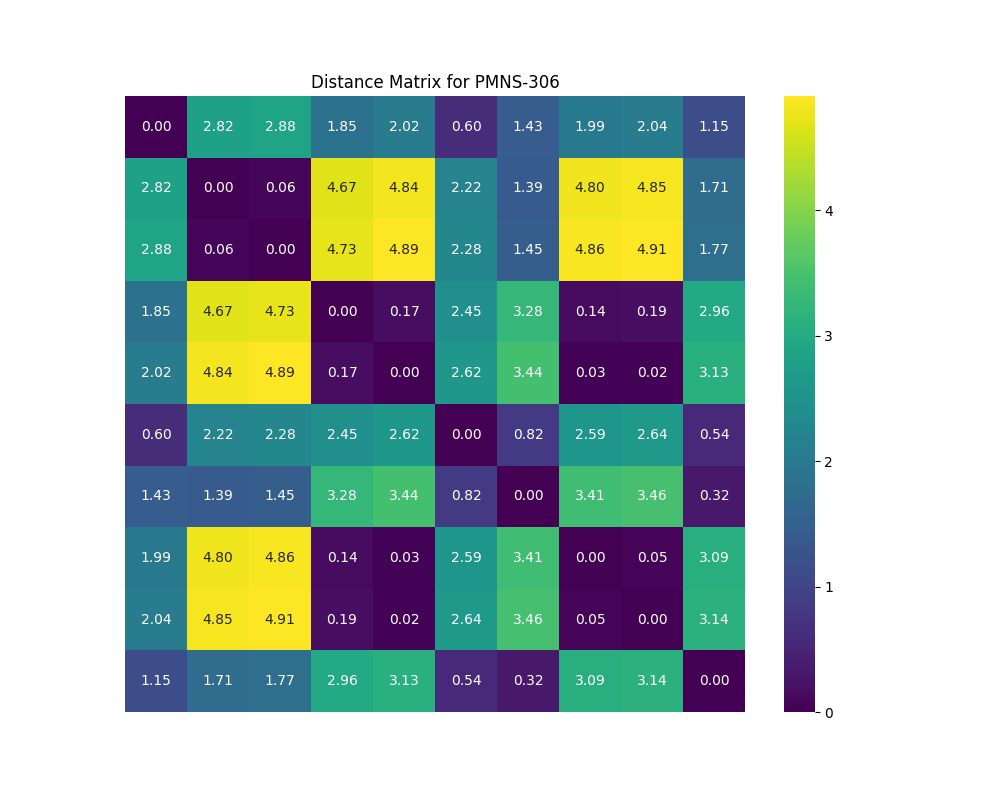 Distance Matrix for PMNS-306
0.00 2.82 2.88 1.85 2.02 0.60 1.43 1.99 2.04 1.15
2.82 0.00 0.06 4.67 4.84 2.22 1.39 4.80 4.85 1.71
2.88 0.06 0.00 4.73 4.89 2.28 1.45 4.86 4.91 1.77
1.85 4.67 4.73 0.00 0.17 2.45 3.28 0.14 0.19 2.96
2.02 4.84 4.89 0.17 0.00 2.62 3.44 0.03 0.02 3.13
0.60 2.22 2.28 2.45 2.62 0.00 0.82 2.59 2.64 0.54
1.43 1.39 1.45 3.28 3.44 0.82 0.00 3.41 3.46 0.32
1.99 4.80 4.86 0.14 0.03 2.59 3.41 0.00 0.05 3.09
2.04 4.85 4.91 0.19 0.02 2.64 3.46 0.05 0.00 3.14
1.15 1.71 1.77 2.96 3.13 0.54 0.32 3.09 3.14 0.00
4
3
2
1
0